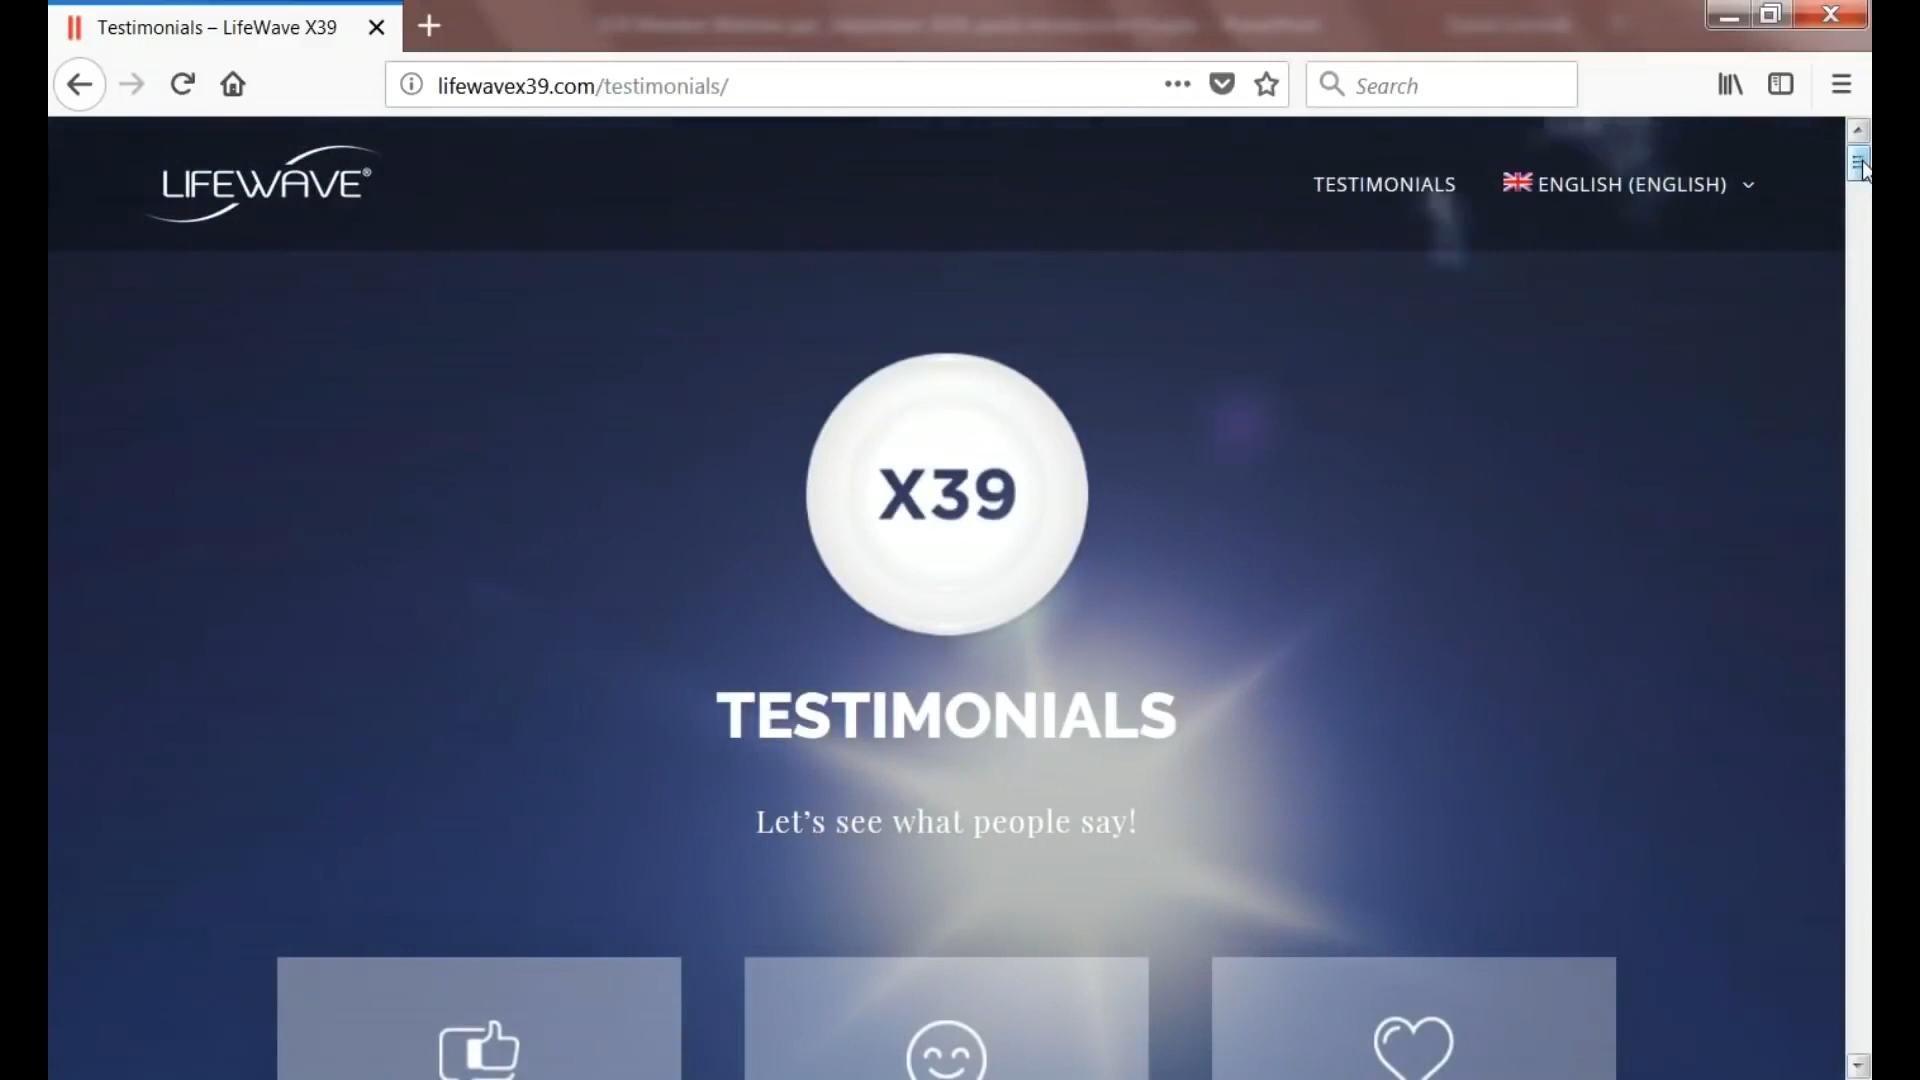 Testimonials – LifeWave X39
lifewavex39.com/testimonials/
Search
LIFEWAVE®
TESTIMONIALS
ENGLISH (ENGLISH)
X39
TESTIMONIALS
Let's see what people say!